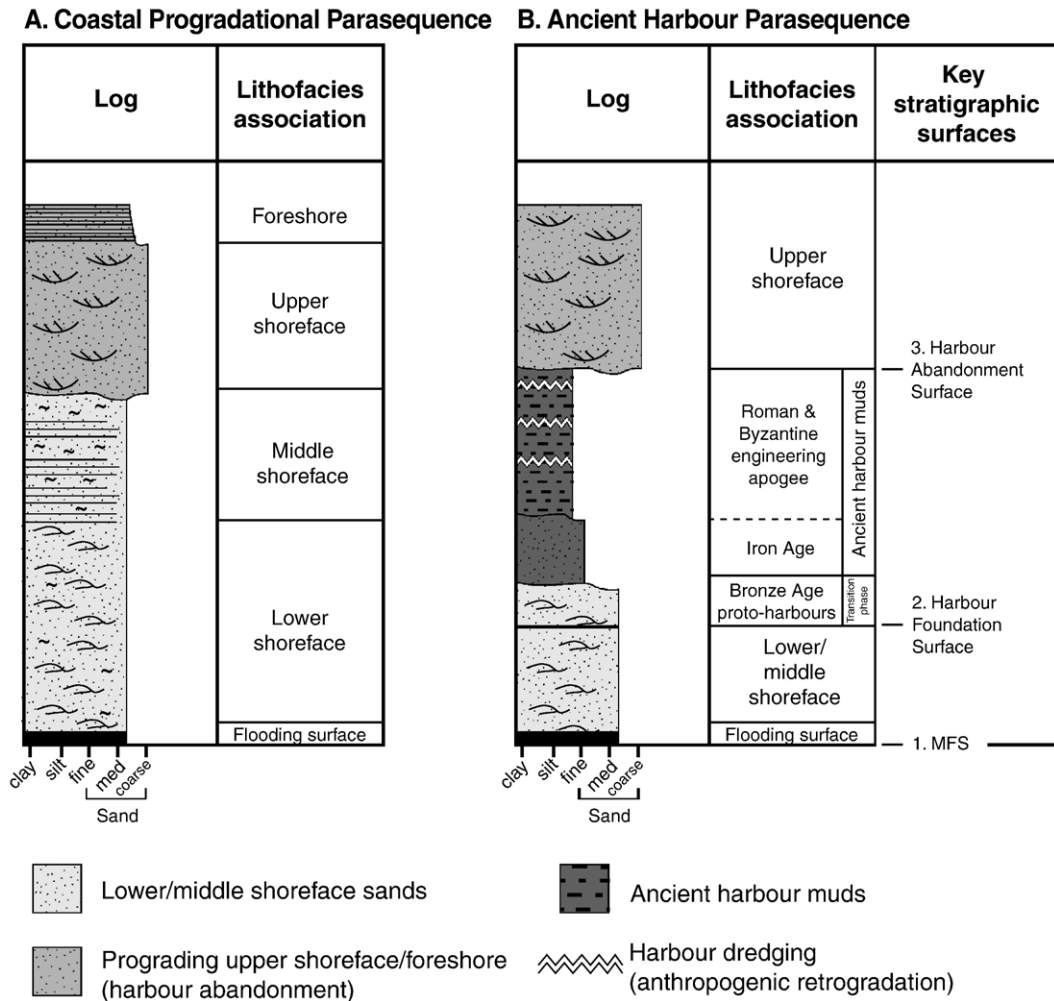 A. Coastal Progradational Parasequence
Log
Lithofacies
association
Foreshore
Upper
shoreface
Middle
shoreface
Lower
shoreface
Flooding surface
clay
silt
fine
med
coarse
Sand
B. Ancient Harbour Parasequence
Log
Lithofacies
association
Key
stratigraphic
surfaces
Upper
shoreface
3. Harbour
Abandonment
Surface
Roman &
Byzantine
engineering
apogee
Ancient harbour muds
Iron Age
Bronze Age
proto-harbours
Transition
phase
2. Harbour
Foundation
Surface
Lower/
middle
shoreface
Flooding surface
1. MFS
clay
silt
fine
med
coarse
Sand
Lower/middle shoreface sands
Ancient harbour muds
Prograding upper shoreface/foreshore
(harbour abandonment)
Harbour dredging
(anthropogenic retrogradation)